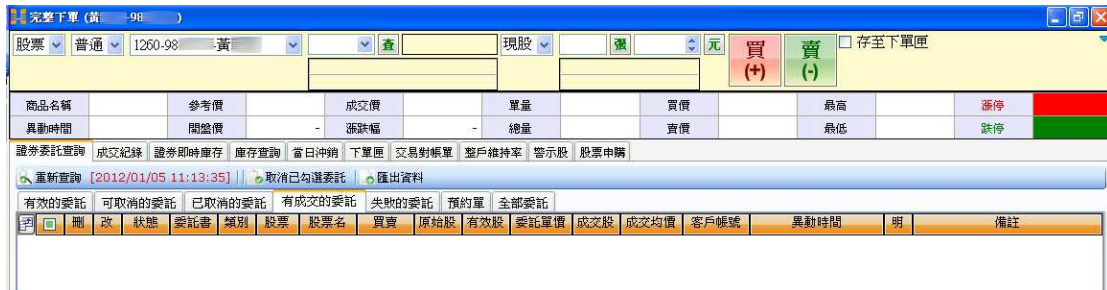 完整下單 (黃 -98 )
股票 普通 1260-98 -黃 查 現股 張 元 買 (+) 賣 (-) 存至下單匣
商品名稱 參考價 成交價 單量 買價 最高 漲停
異動時間 開盤價 - 漲跌幅 - 總量 賣價 最低 跌停
證券委託查詢 成交紀錄 證券即時庫存 庫存查詢 當日沖銷 下單匣 交易對帳單 整戶維持率 警示股 股票申購
重新查詢 [2012/01/05 11:13:35] 取消已勾選委託 匯出資料
有效的委託 可取消的委託 已取消的委託 有成交的委託 失敗的委託 預約單 全部委託
刪 改 狀態 委託書 類別 股票 股票名 買賣 原始股 有效股 委託單價 成交股 成交均價 客戶帳號 異動時間 明 備註